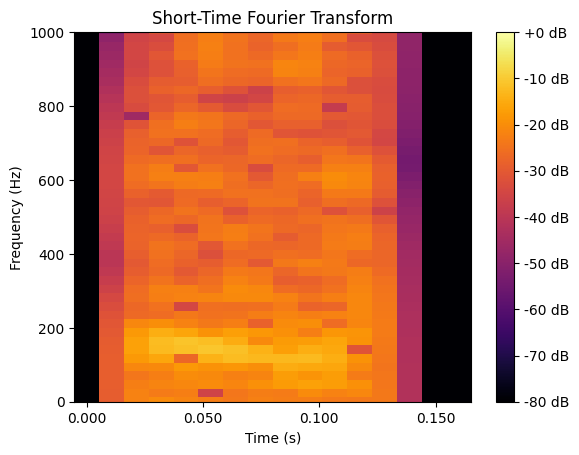 Short-Time Fourier Transform
Frequency (Hz)
1000
800
600
400
200
0
0.000
0.050
0.100
0.150
Time (s)
+0 dB
-10 dB
-20 dB
-30 dB
-40 dB
-50 dB
-60 dB
-70 dB
-80 dB